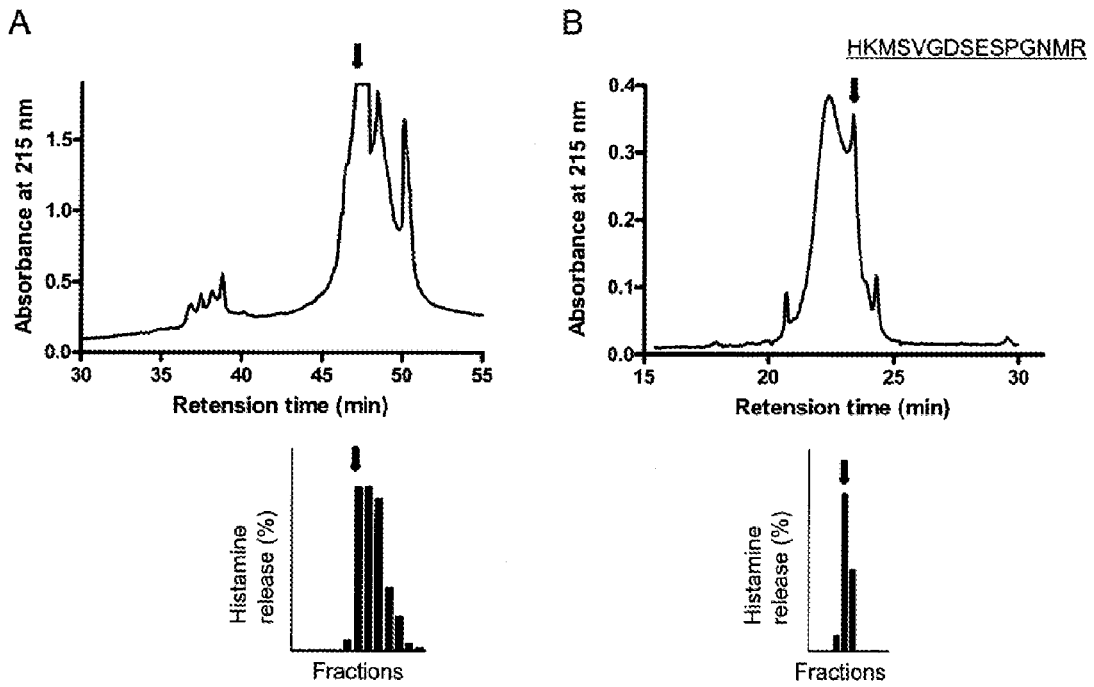 A
Absorbance at 215 nm
1.5
1.0
0.5
0.0
30
35
40
45
50
55
Retension time (min)
Histamine
release (%)
Fractions
B
HKMSVGDSESPGNMR
Absorbance at 215 nm
0.4
0.3
0.2
0.1
0.0
15
20
25
30
Retension time (min)
Histamine
release (%)
Fractions